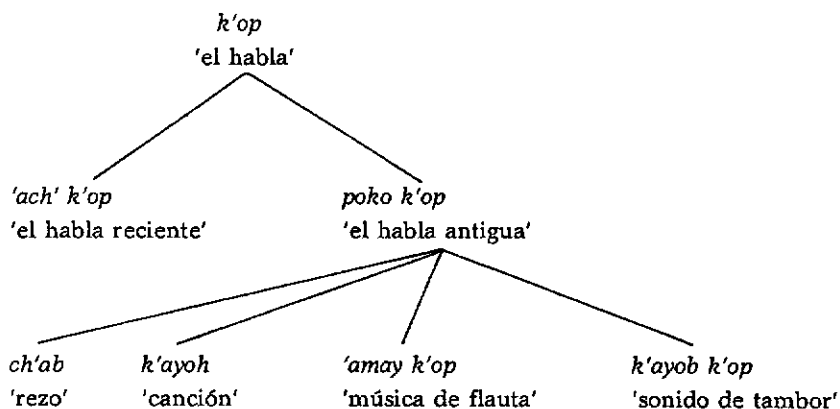 k'op
'el habla'
'ach' k'op poko k'op
'el habla reciente' 'el habla antigua'
ch'ab k'ayoh 'amay k'op k'ayob k'op
'rezo' 'canción' 'música de flauta' 'sonido de tambor'